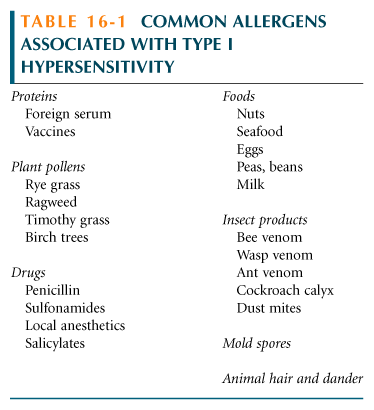 TABLE 16-1 COMMON ALLERGENS
ASSOCIATED WITH TYPE I
HYPERSENSITIVITY
Proteins
Foreign serum
Vaccines
Plant pollens
Rye grass
Ragweed
Timothy grass
Birch trees
Drugs
Penicillin
Sulfonamides
Local anesthetics
Salicylates
Foods
Nuts
Seafood
Eggs
Peas, beans
Milk
Insect products
Bee venom
Wasp venom
Ant venom
Cockroach calyx
Dust mites
Mold spores
Animal hair and dander